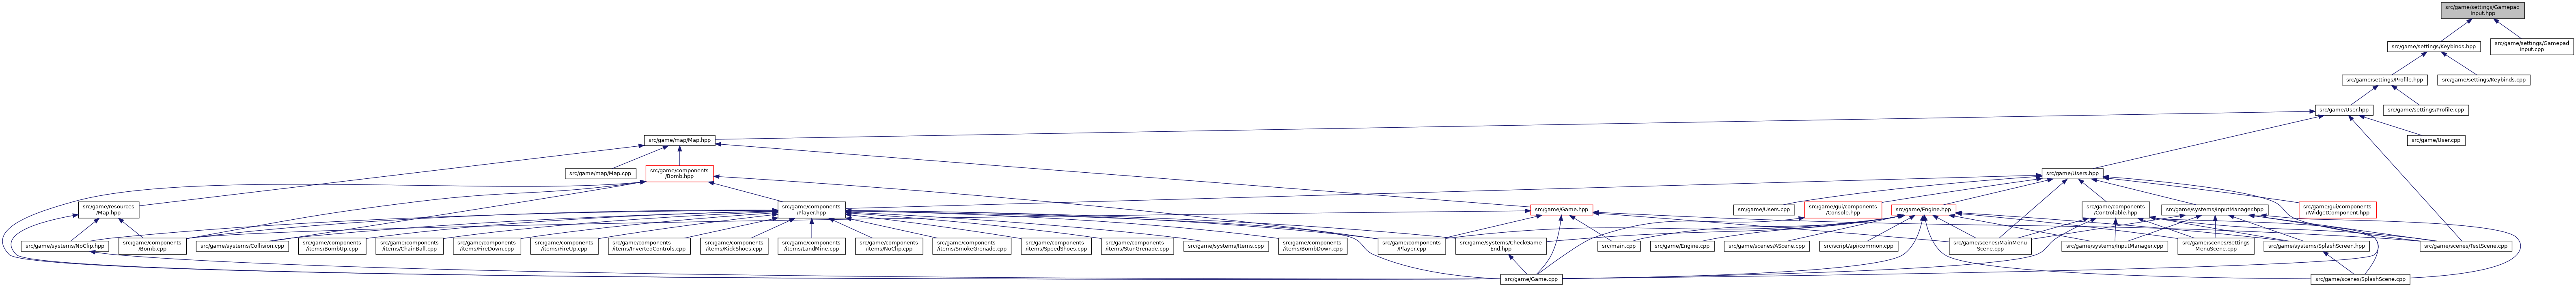 src/game/settings/Gamepad
Input.hpp
src/game/settings/Keybinds.hpp
src/game/settings/Gamepad
Input.cpp
src/game/settings/Profile.hpp
src/game/settings/Keybinds.cpp
src/game/User.hpp
src/game/settings/Profile.cpp
src/game/map/Map.hpp
src/game/User.cpp
src/game/map/Map.cpp
src/game/components
/Bomb.hpp
src/game/Users.hpp
src/game/resources
/Map.hpp
src/game/components
/Player.hpp
src/game/Game.hpp
src/game/Users.cpp
src/game/gui/components
/Console.hpp
src/game/Engine.hpp
src/game/components
/Controlable.hpp
src/game/systems/InputManager.hpp
src/game/gui/components
/WidgetComponent.hpp
src/game/systems/NoClip.hpp
src/game/components
/Bomb.cpp
src/game/systems/Collision.cpp
src/game/components
/items/BombUp.cpp
src/game/components
/items/ChainBall.cpp
src/game/components
/items/FireDown.cpp
src/game/components
/items/FireUp.cpp
src/game/components
/items/InvertedControls.cpp
src/game/components
/items/KickShoes.cpp
src/game/components
/items/LandMine.cpp
src/game/components
/items/NoClip.cpp
src/game/components
/items/SmokeGrenade.cpp
src/game/components
/items/SpeedShoes.cpp
src/game/components
/items/StunGrenade.cpp
src/game/systems/Items.cpp
src/game/components
/items/BombDown.cpp
src/game/components
/Player.cpp
src/game/systems/CheckGame
End.hpp
src/main.cpp
src/game/Engine.cpp
src/game/scenes/AScene.cpp
src/script/api/common.cpp
src/game/scenes/MainMenu
Scene.cpp
src/game/systems/InputManager.cpp
src/game/scenes/Settings
MenuScene.cpp
src/game/systems/SplashScreen.hpp
src/game/scenes/TestScene.cpp
src/game/Game.cpp
src/game/scenes/SplashScene.cpp